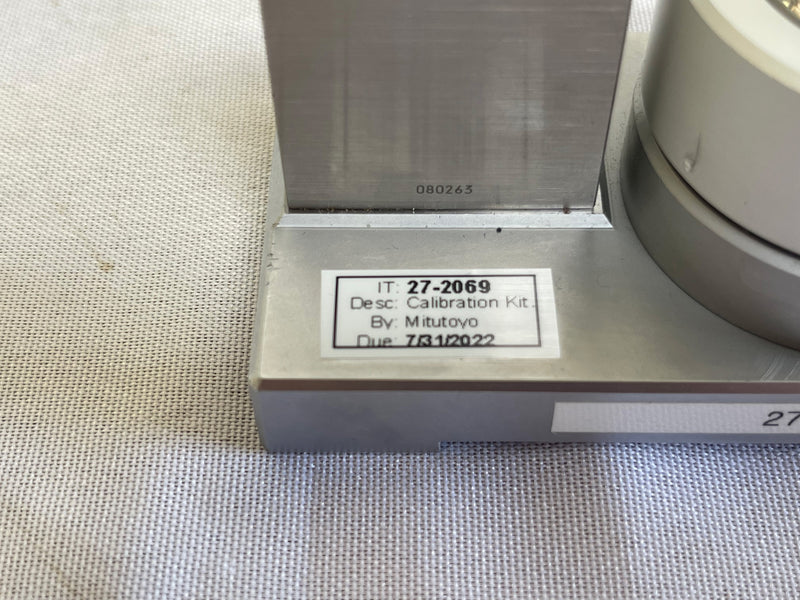 080263
IT: 27-2069
Desc: Calibration Kit.
By: Mitutoyo
Due: 7/31/2022
27